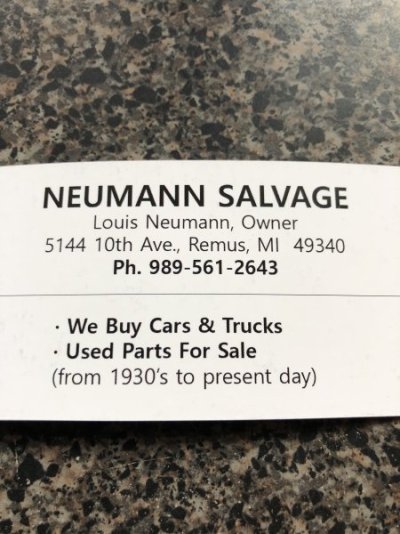 NEUMANN SALVAGE
Louis Neumann, Owner
5144 10th Ave., Remus, MI 49340
Ph. 989-561-2643
· We Buy Cars & Trucks
· Used Parts For Sale
(from 1930's to present day)